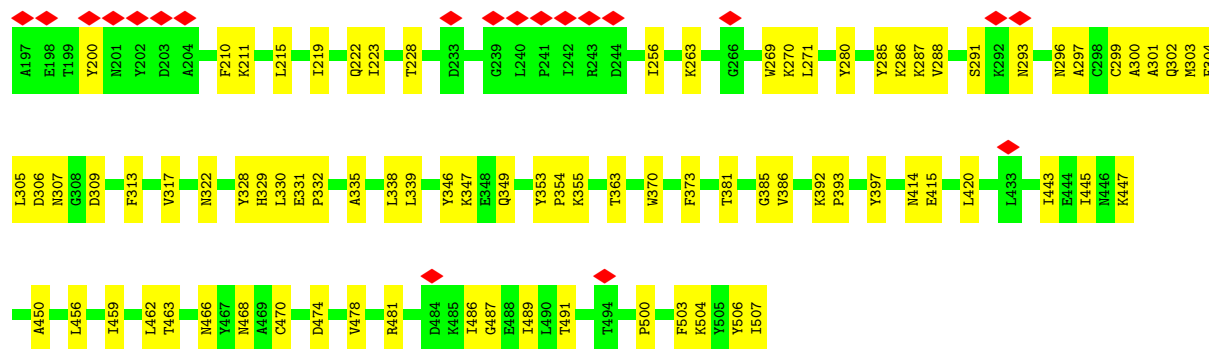 A197 E198 T199 Y200 N201 Y202 D203 A204 F210 K211 L215 I219 Q222 I223 T228 D233 G239 L240 P241 I242 R243 D244 I256 K263 G266 W269 K270 L271 Y280 Y285 K286 K287 V288 S291 K292 N293 N296 A297 C298 C299 A300 A301 Q302 M303
L305 D306 N307 G308 D309 F313 V317 N322 Y328 H329 L330 E331 P332 A335 L338 L339 Y346 K347 E348 Q349 Y353 P354 K355 T363 W370 F373 T381 G385 V386 K392 P393 Y397 N414 E415 L420 L433 I443 E444 I445 N446 K447
A450 L456 I459 L462 T463 N466 Y467 N468 A469 C470 D474 V478 R481 D484 K485 I486 G487 E488 I489 L490 T491 T494 P500 F503 K504 Y505 Y506 I507